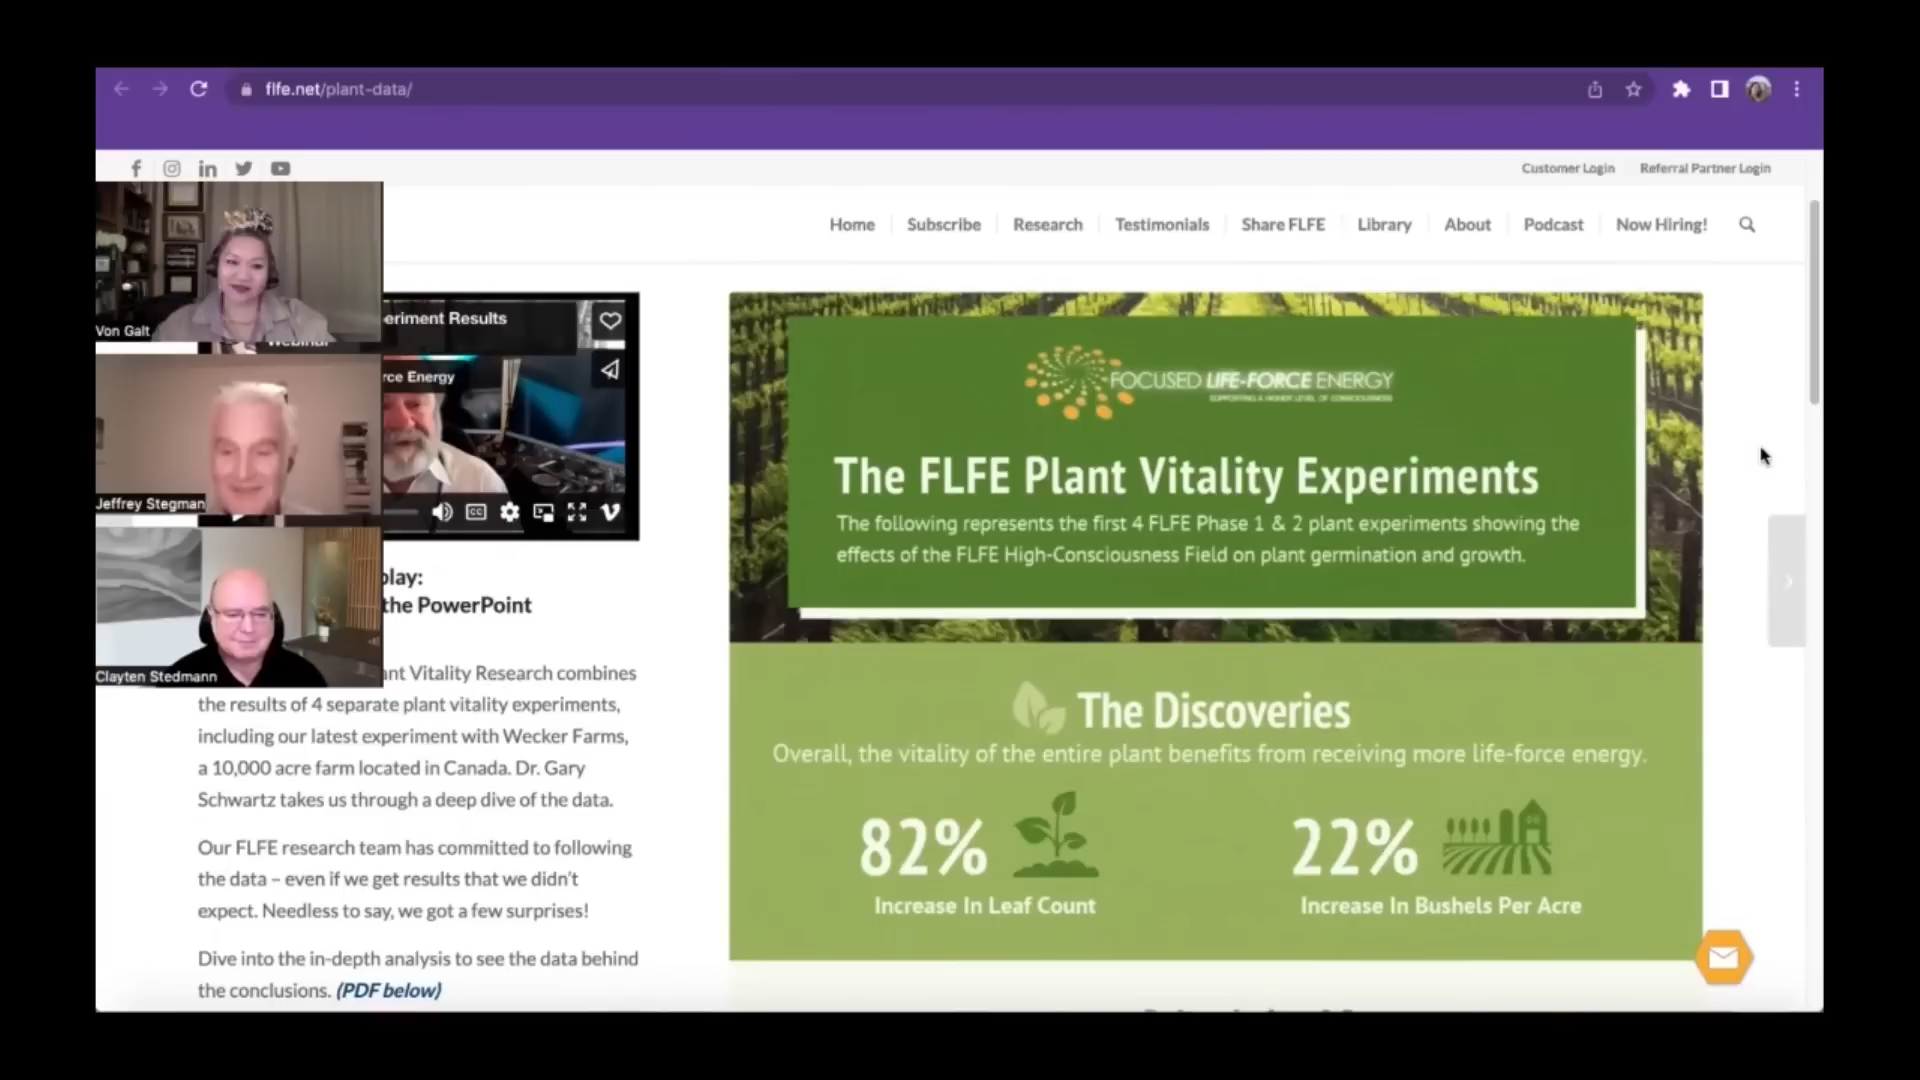 flfe.net/plant-data/
Customer Login
Referral Partner Login
Home
Subscribe
Research
Testimonials
Share FLFE
Library
About
Podcast
Now Hiring!
Von Galt
Webinar
Jeffrey Stegman
Clayten Stedmann
eriment Results
rce Energy
CC
play:
the PowerPoint
ant Vitality Research combines
the results of 4 separate plant vitality experiments,
including our latest experiment with Wecker Farms,
a 10,000 acre farm located in Canada. Dr. Gary
Schwartz takes us through a deep dive of the data.
Our FLFE research team has committed to following
the data – even if we get results that we didn't
expect. Needless to say, we got a few surprises!
Dive into the in-depth analysis to see the data behind
the conclusions. (PDF below)
FOCUSED LIFE-FORCE ENERGY
SUPPORTING A HIGHER LEVEL OF CONSCIOUSNESS
The FLFE Plant Vitality Experiments
The following represents the first 4 FLFE Phase 1 & 2 plant experiments showing the
effects of the FLFE High-Consciousness Field on plant germination and growth.
The Discoveries
Overall, the vitality of the entire plant benefits from receiving more life-force energy.
82%
Increase In Leaf Count
22%
Increase In Bushels Per Acre